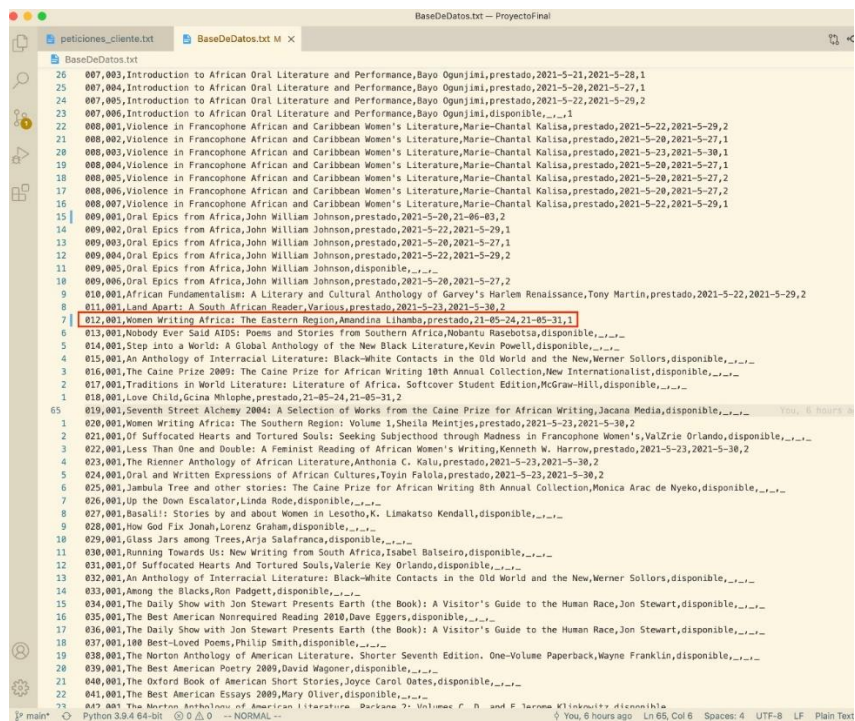 BaseDeDatos.txt — ProyectoFinal
peticiones_cliente.txt BaseDeDatos.txt M ×
BaseDeDatos.txt
26 007,003,Introduction to African Oral Literature and Performance,Bayo Ogunjimi,prestado,2021-5-21,2021-5-28,1
25 007,004,Introduction to African Oral Literature and Performance,Bayo Ogunjimi,prestado,2021-5-20,2021-5-27,1
24 007,005,Introduction to African Oral Literature and Performance,Bayo Ogunjimi,prestado,2021-5-22,2021-5-29,2
23 007,006,Introduction to African Oral Literature and Performance,Bayo Ogunjimi,disponible,_,_,1
22 008,001,Violence in Francophone African and Caribbean Women's Literature,Marie-Chantal Kalisa,prestado,2021-5-22,2021-5-29,2
21 008,002,Violence in Francophone African and Caribbean Women's Literature,Marie-Chantal Kalisa,prestado,2021-5-20,2021-5-27,1
20 008,003,Violence in Francophone African and Caribbean Women's Literature,Marie-Chantal Kalisa,prestado,2021-5-23,2021-5-30,1
19 008,004,Violence in Francophone African and Caribbean Women's Literature,Marie-Chantal Kalisa,prestado,2021-5-20,2021-5-27,1
18 008,005,Violence in Francophone African and Caribbean Women's Literature,Marie-Chantal Kalisa,prestado,2021-5-20,2021-5-27,2
17 008,006,Violence in Francophone African and Caribbean Women's Literature,Marie-Chantal Kalisa,prestado,2021-5-20,2021-5-27,2
16 008,007,Violence in Francophone African and Caribbean Women's Literature,Marie-Chantal Kalisa,prestado,2021-5-22,2021-5-29,1
15 009,001,Oral Epics from Africa,John William Johnson,prestado,2021-5-20,21-06-03,2
14 009,002,Oral Epics from Africa,John William Johnson,prestado,2021-5-22,2021-5-29,1
13 009,003,Oral Epics from Africa,John William Johnson,prestado,2021-5-20,2021-5-27,1
12 009,004,Oral Epics from Africa,John William Johnson,prestado,2021-5-22,2021-5-29,2
11 009,005,Oral Epics from Africa,John William Johnson,disponible,_,_,_
10 009,006,Oral Epics from Africa,John William Johnson,prestado,2021-5-20,2021-5-27,2
9 010,001,African Fundamentalism: A Literary and Cultural Anthology of Garvey's Harlem Renaissance,Tony Martin,prestado,2021-5-22,2021-5-29,2
8 011,001,Land Apart: A South African Reader,Various,prestado,2021-5-23,2021-5-30,2
7 012,001,Women Writing Africa: The Eastern Region,Amandina Lihamba,prestado,21-05-24,21-05-31,1
6 013,001,Nobody Ever Said AIDS: Poems and Stories from Southern Africa,Nobantu Rasebotsa,disponible,_,_,_
5 014,001,Step into a World: A Global Anthology of the New Black Literature,Kevin Powell,disponible,_,_,_
4 015,001,An Anthology of Interracial Literature: Black-White Contacts in the Old World and the New,Werner Sollors,disponible,_,_,_
3 016,001,The Caine Prize 2009: The Caine Prize for African Writing 10th Annual Collection,New Internationalist,disponible,_,_,_
2 017,001,Traditions in World Literature: Literature of Africa. Softcover Student Edition,McGraw-Hill,disponible,_,_,_
1 018,001,Love Child,Gcina Mhlophe,prestado,21-05-24,21-05-31,2
65 019,001,Seventh Street Alchemy 2004: A Selection of Works from the Caine Prize for African Writing,Jacana Media,disponible,_,_,_ You, 6 hours
1 020,001,Women Writing Africa: The Southern Region: Volume 1,Sheila Meintjes,prestado,2021-5-23,2021-5-30,2
2 021,001,Of Suffocated Hearts and Tortured Souls: Seeking Subjecthood through Madness in Francophone Women's,ValZrie Orlando,disponible,_,_,_
3 022,001,Less Than One and Double: A Feminist Reading of African Women's Writing,Kenneth W. Harrow,prestado,2021-5-23,2021-5-30,2
4 023,001,The Rienner Anthology of African Literature,Anthonia C. Kalu,prestado,2021-5-23,2021-5-30,2
5 024,001,Oral and Written Expressions of African Cultures,Toyin Falola,prestado,2021-5-23,2021-5-30,2
6 025,001,Jambula Tree and other stories: The Caine Prize for African Writing 8th Annual Collection,Monica Arac de Nyeko,disponible,_,_,_
7 026,001,Up the Down Escalator,Linda Rode,disponible,_,_,_
8 027,001,Basali!: Stories by and about Women in Lesotho,K. Limakatso Kendall,disponible,_,_,_
9 028,001,How God Fix Jonah,Lorenz Graham,disponible,_,_,_
10 029,001,Glass Jars among Trees,Arja Salafranca,disponible,_,_,_
11 030,001,Running Towards Us: New Writing from South Africa,Isabel Balseiro,disponible,_,_,_
12 031,001,Of Suffocated Hearts And Tortured Souls,Valerie Key Orlando,disponible,_,_,_
13 032,001,An Anthology of Interracial Literature: Black-White Contacts in the Old World and the New,Werner Sollors,disponible,_,_,_
14 033,001,Among the Blacks,Ron Padgett,disponible,_,_,_
15 034,001,The Daily Show with Jon Stewart Presents Earth (the Book): A Visitor's Guide to the Human Race,Jon Stewart,disponible,_,_,_
16 035,001,The Best American Nonrequired Reading 2010,Dave Eggers,disponible,_,_,_
17 036,001,The Daily Show with Jon Stewart Presents Earth (the Book): A Visitor's Guide to the Human Race,Jon Stewart,disponible,_,_,_
18 037,001,100 Best-Loved Poems,Philip Smith,disponible,_,_,_
19 038,001,The Norton Anthology of American Literature. Shorter Seventh Edition. One-Volume Paperback,Wayne Franklin,disponible,_,_,_
20 039,001,The Best American Poetry 2009,David Wagoner,disponible,_,_,_
21 040,001,The Oxford Book of American Short Stories,Joyce Carol Oates,disponible,_,_,_
22 041,001,The Best American Essays 2009,Mary Oliver,disponible,_,_,_
23 042,001,The Norton Anthology of American Literature, Package 2: Volumes C, D, and E,Jerome Klinkowitz,disponible
main* Python 3.9.4 64-bit 0 0 -- NORMAL -- You, 6 hours ago Ln 65, Col 6 Spaces: 4 UTF-8 LF Plain Text